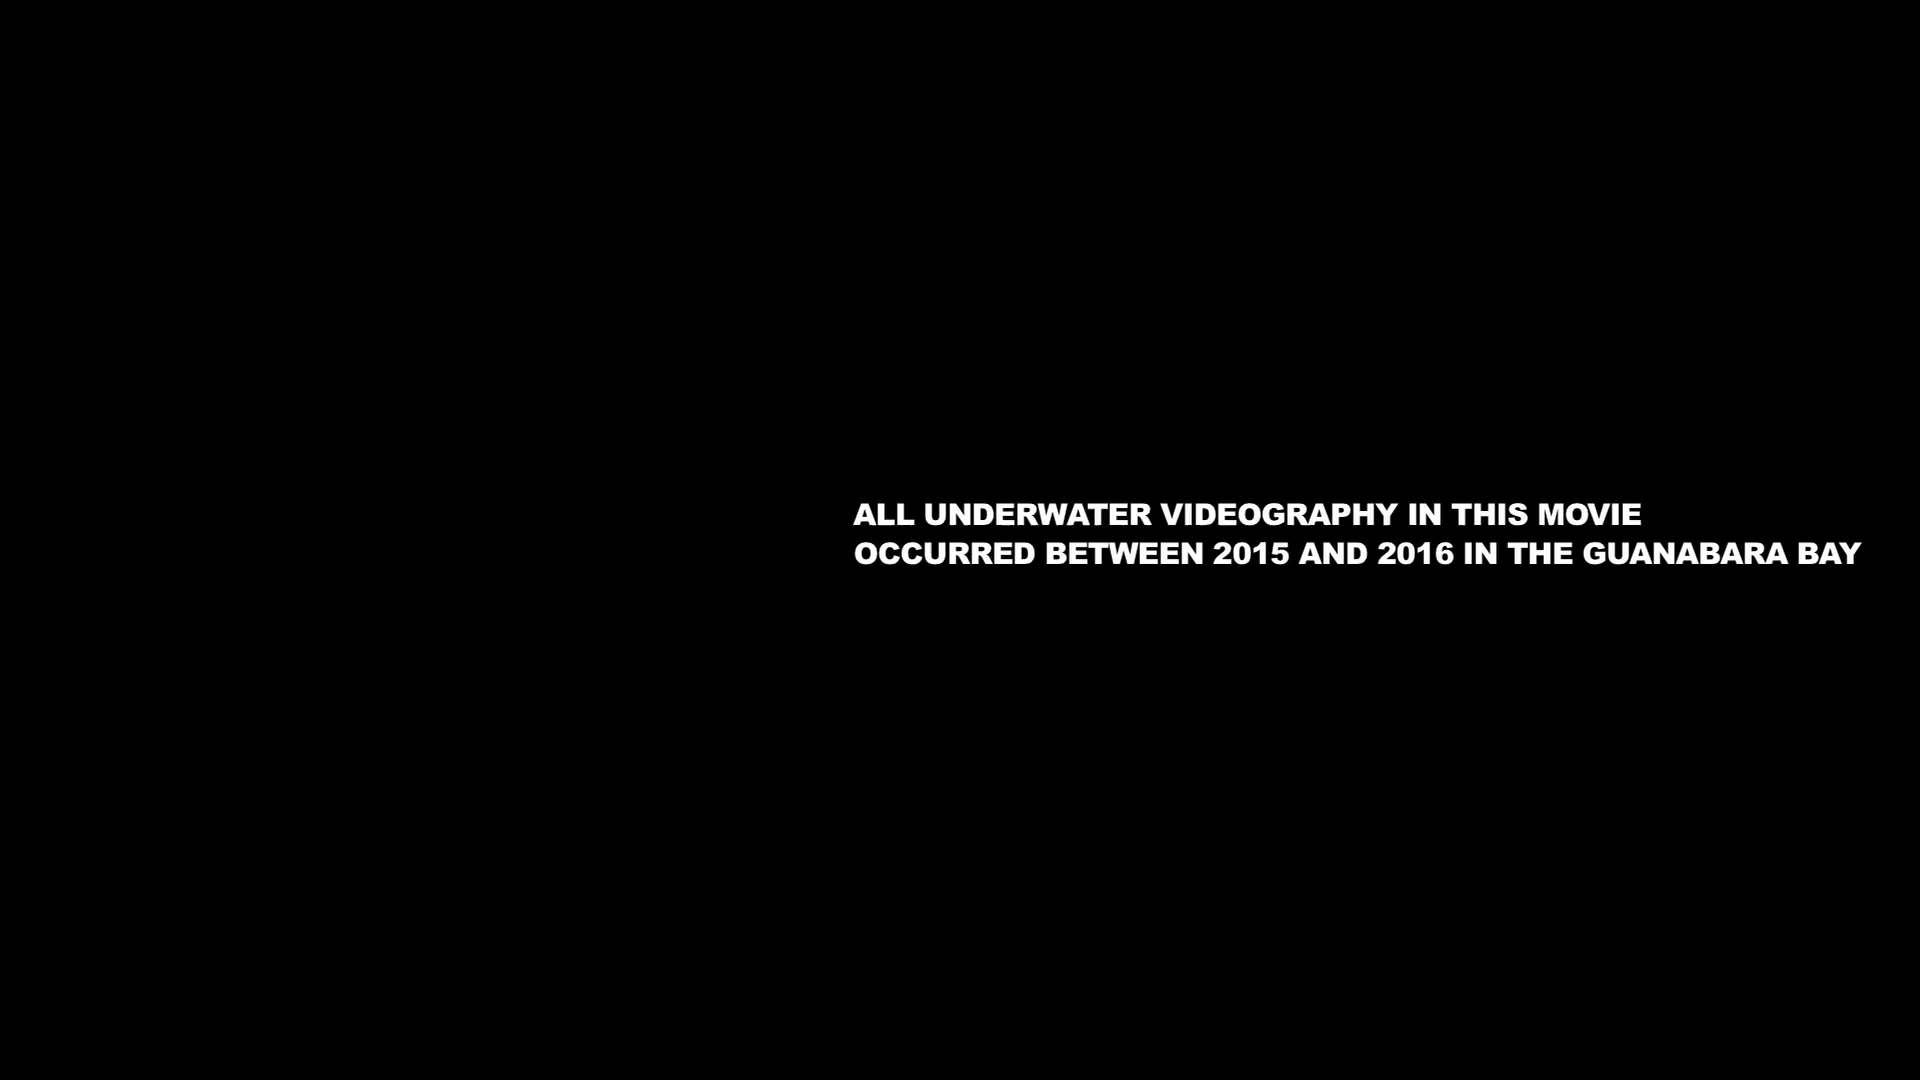 ALL UNDERWATER VIDEOGRAPHY IN THIS MOVIE
OCCURRED BETWEEN 2015 AND 2016 IN THE GUANABARA BAY